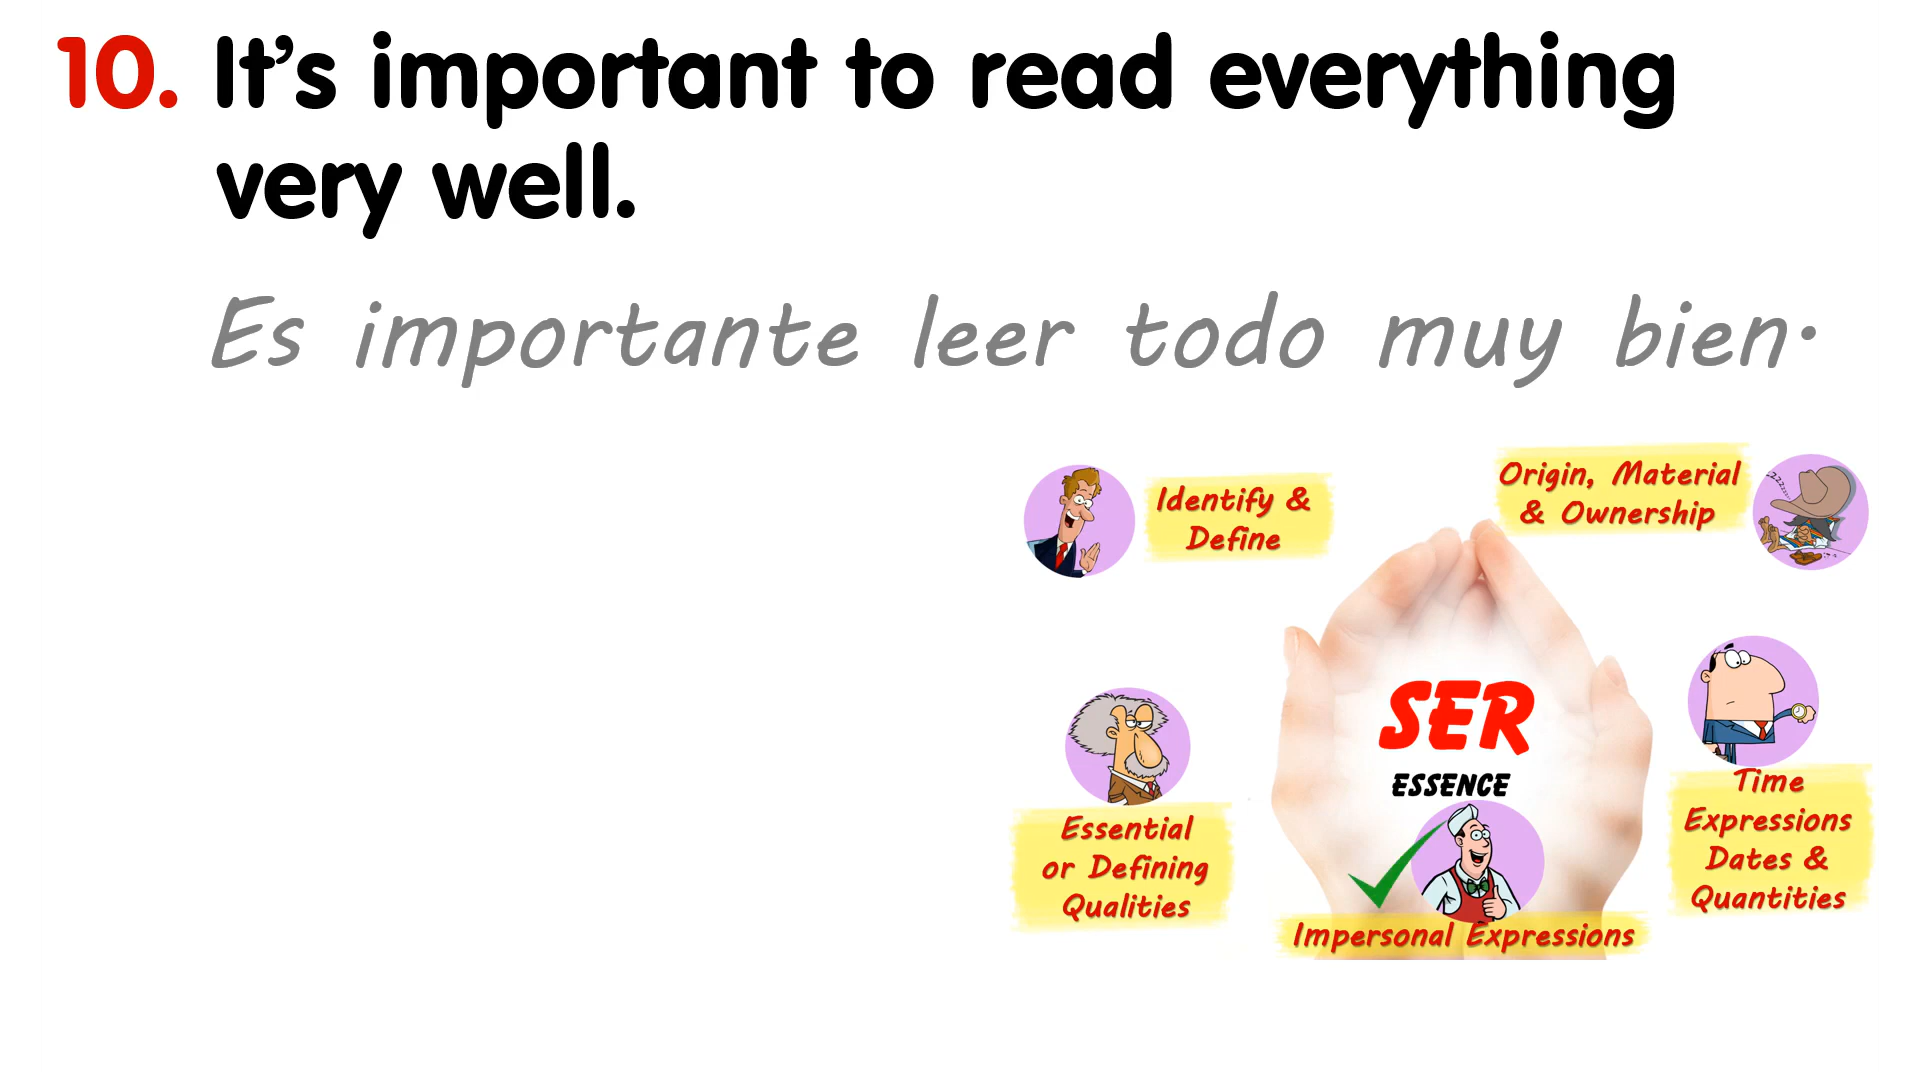 10. It’s important to read everything
very well.
Es importante leer todo muy bien.
Identify &
Define
Origin, Material
& Ownership
zzzzz
SER
ESSENCE
Essential
or Defining
Qualities
Time
Expressions
Dates &
Quantities
Impersonal Expressions